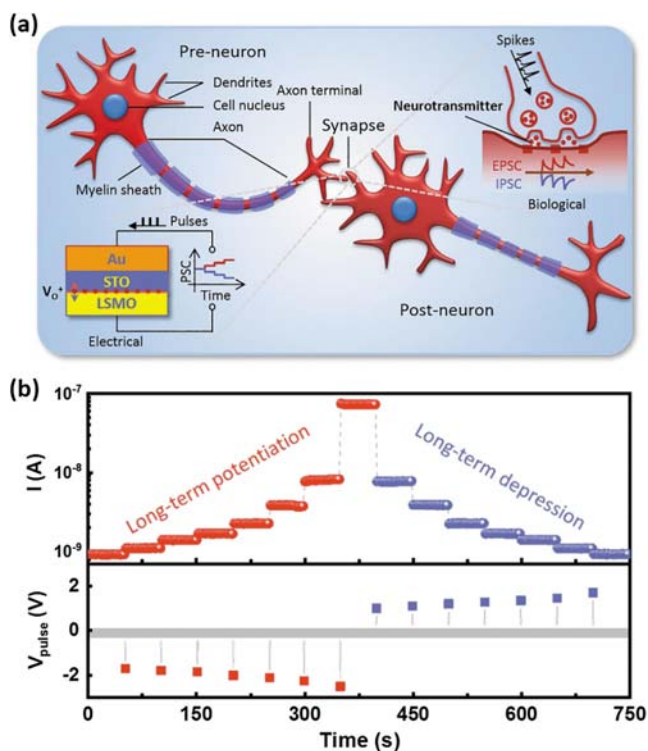 (a)
Pre-neuron
Spikes
Dendrites
Cell nucleus
Axon
Axon terminal
Synapse
Neurotransmitter
Myelin sheath
EPSC
IPSC
Biological
Pulses
Au
STO
LSMO
Vo+
PSC
Time
Electrical
Post-neuron
(b)
10-7
10-8
10-9
I (A)
Long-term potentiation
Long-term depression
2
0
-2
Vpulse (V)
0 150 300 450 600 750
Time (s)